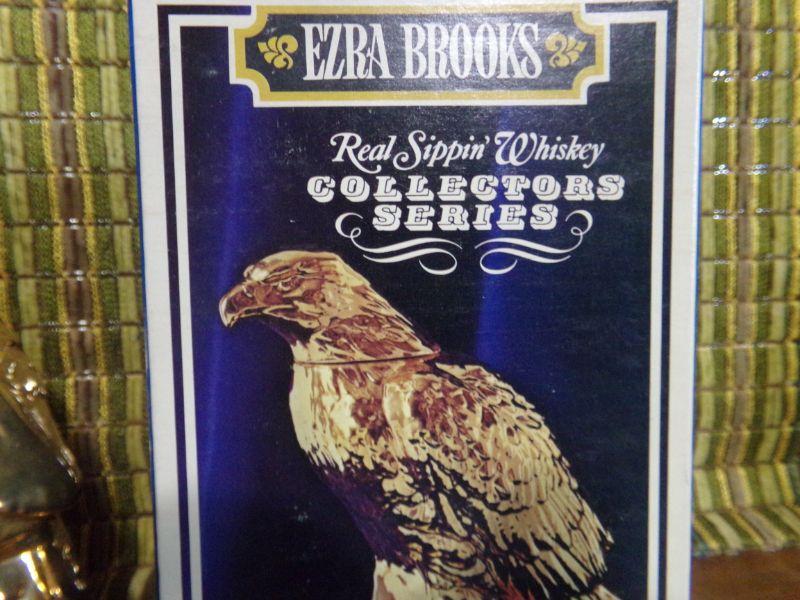 EZRA BROOKS
Real Sippin' Whiskey
COLLECTORS
SERIES